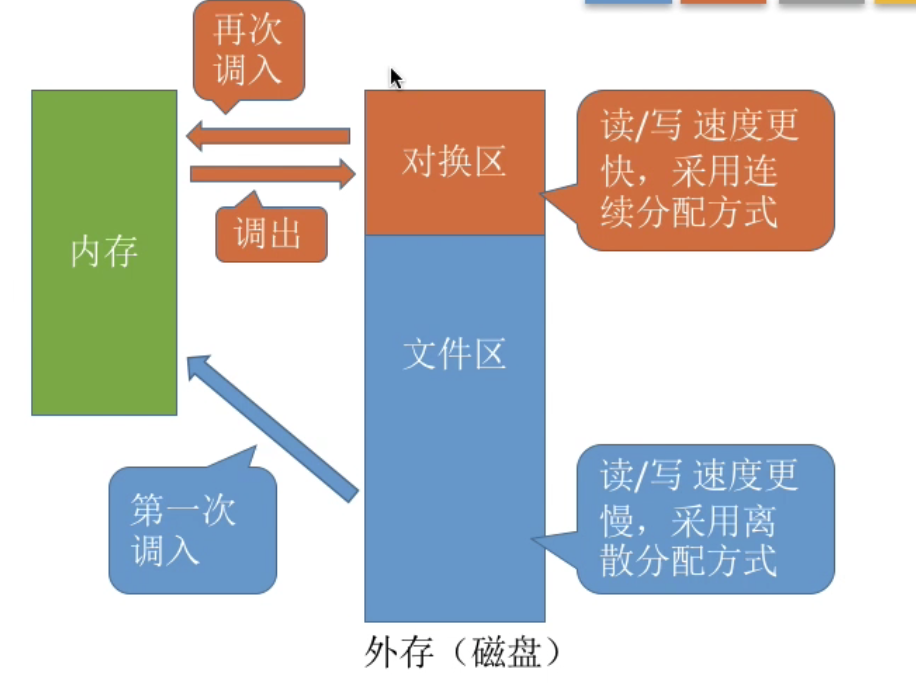 再次
调入
对换区
读/写 速度更
快，采用连
续分配方式
调出
内存
文件区
第一次
调入
读/写 速度更
慢，采用离
散分配方式
外存（磁盘）